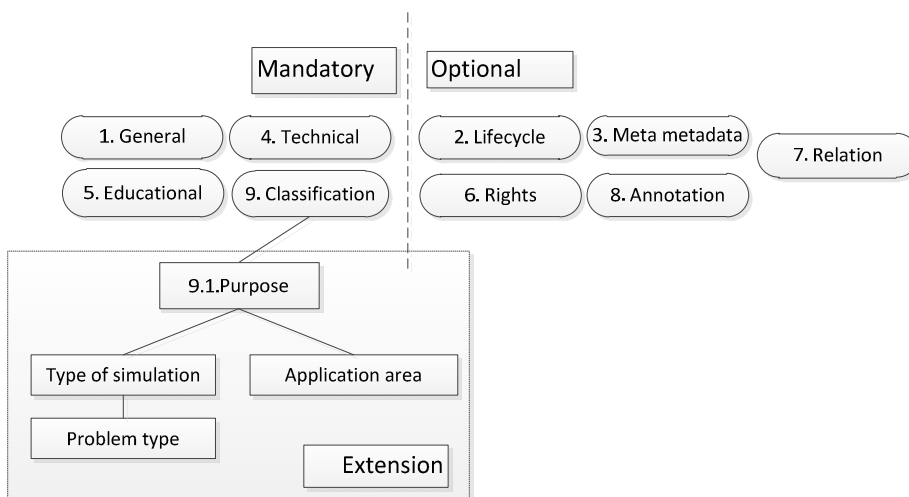 Mandatory
Optional
1. General
4. Technical
2. Lifecycle
3. Meta metadata
7. Relation
5. Educational
9. Classification
6. Rights
8. Annotation
9.1.Purpose
Type of simulation
Application area
Problem type
Extension